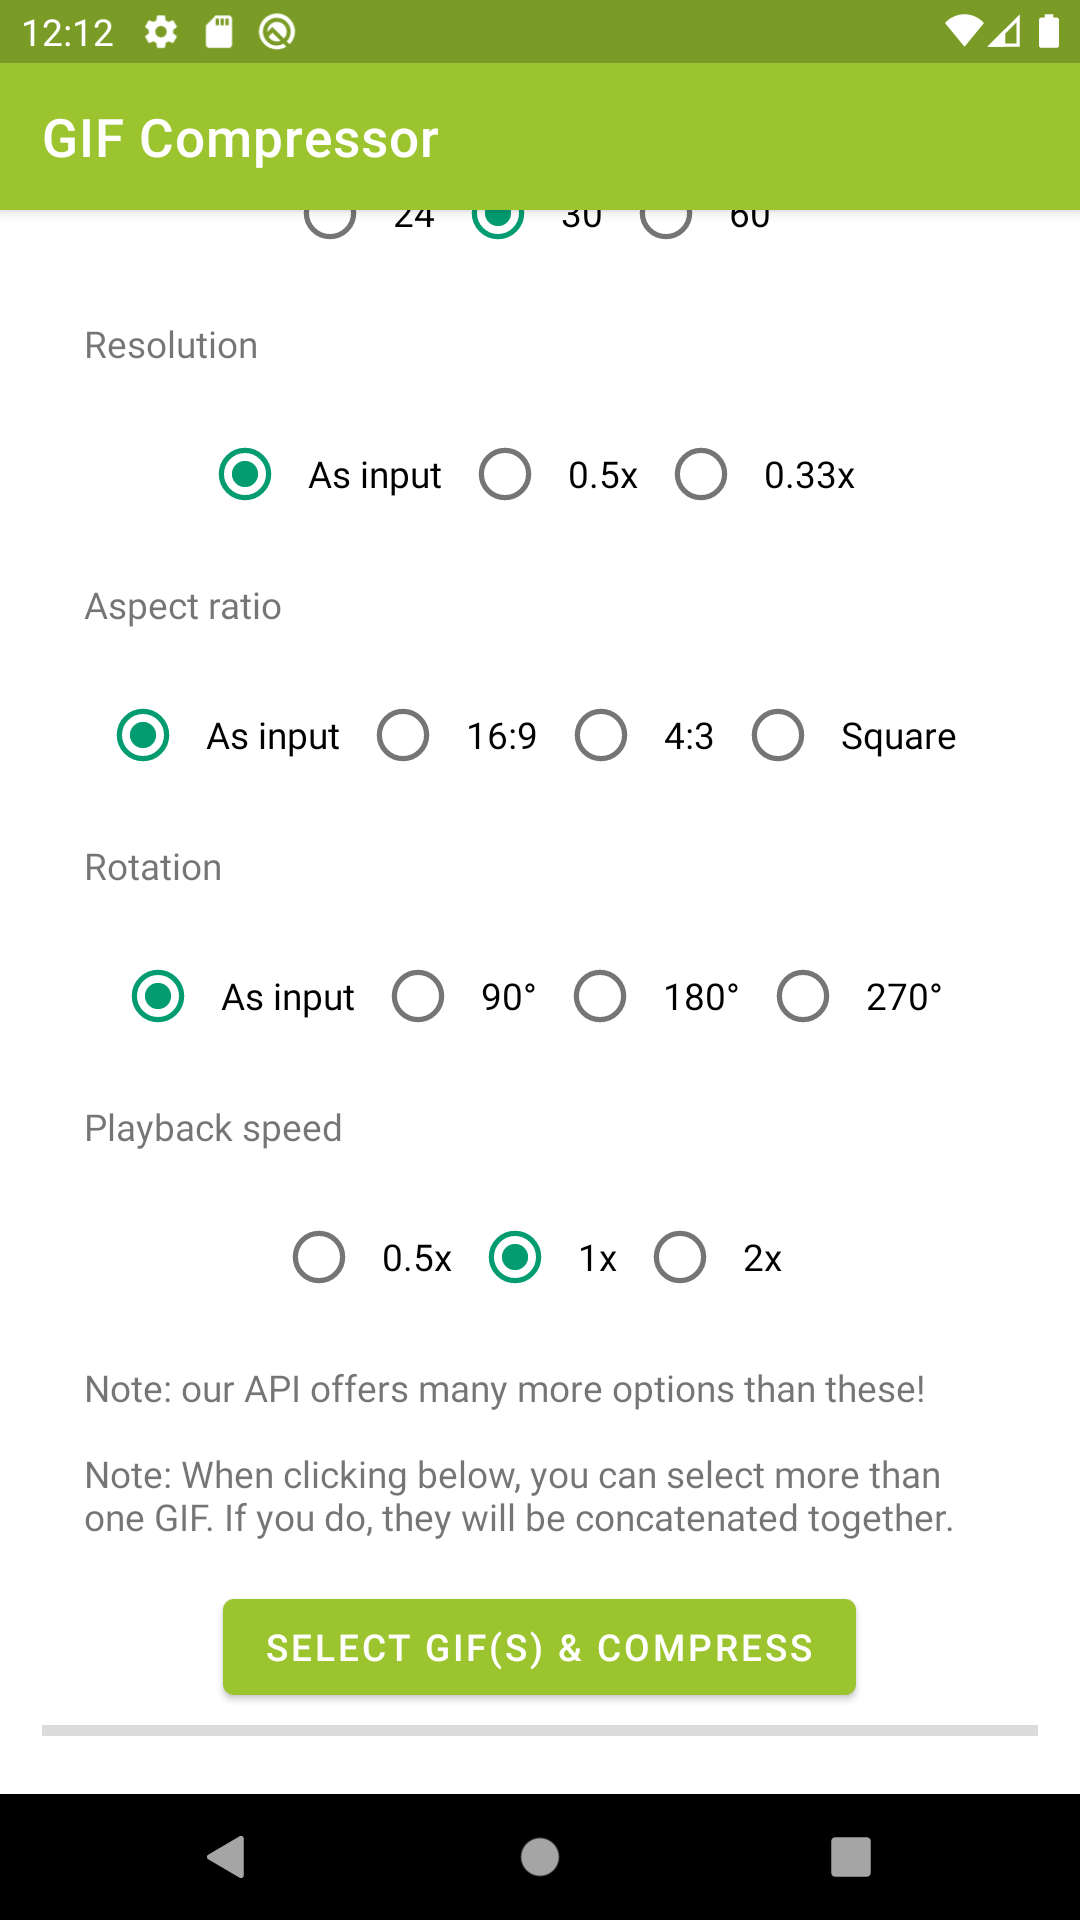 12:12
GIF Compressor
24 30 60
Resolution
As input 0.5x 0.33x
Aspect ratio
As input 16:9 4:3 Square
Rotation
As input 90° 180° 270°
Playback speed
0.5x 1x 2x
Note: our API offers many more options than these!
Note: When clicking below, you can select more than
one GIF. If you do, they will be concatenated together.
SELECT GIF(S) & COMPRESS